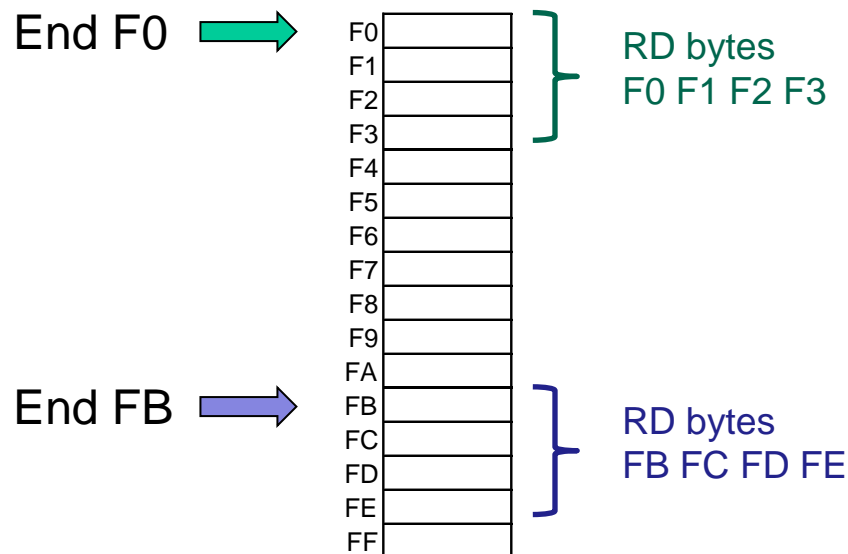 End F0
F0
F1
F2
F3
F4
F5
F6
F7
F8
F9
FA
FB
FC
FD
FE
FF
RD bytes
F0 F1 F2 F3
End FB
RD bytes
FB FC FD FE